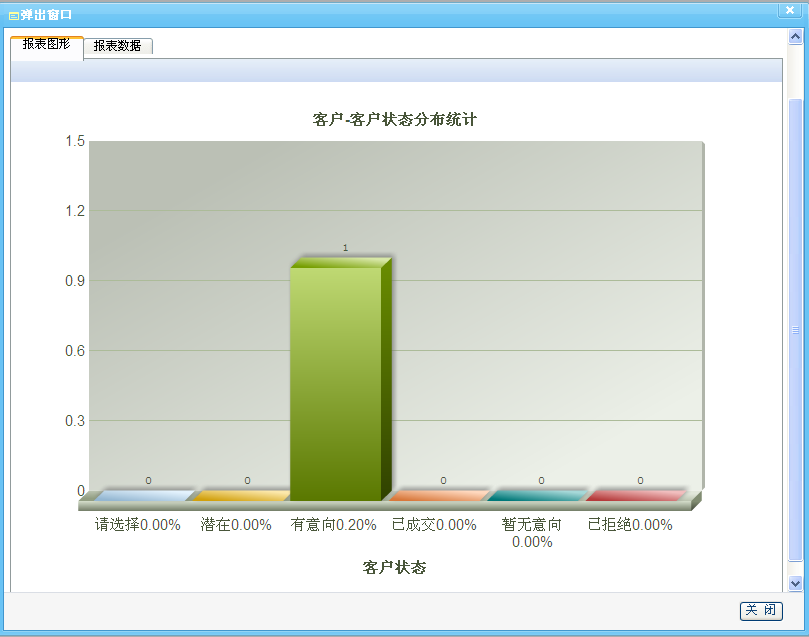 弹出窗口
报表图形 报表数据
客户-客户状态分布统计
1.5
1.2
1
0.9
0.6
0.3
0 0 0 0 0 0
请选择0.00% 潜在0.00% 有意向0.20% 已成交0.00% 暂无意向 已拒绝0.00%
0.00%
客户状态
关 闭